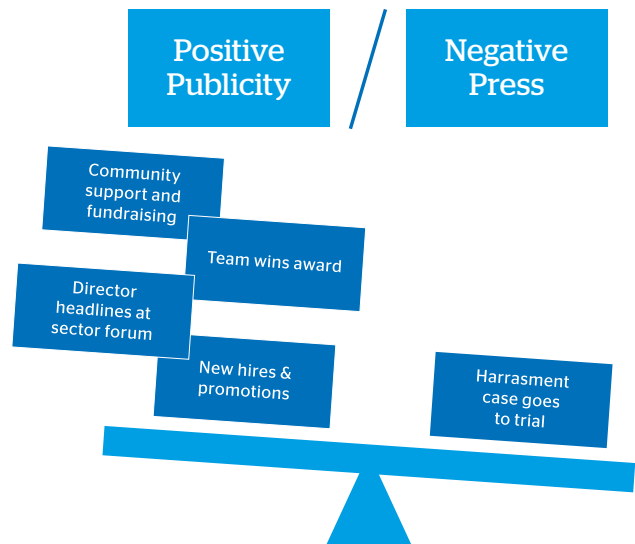 Positive
Publicity
Negative
Press
Community
support and
fundraising
Team wins award
Director
headlines at
sector forum
New hires &
promotions
Harrasment
case goes
to trial